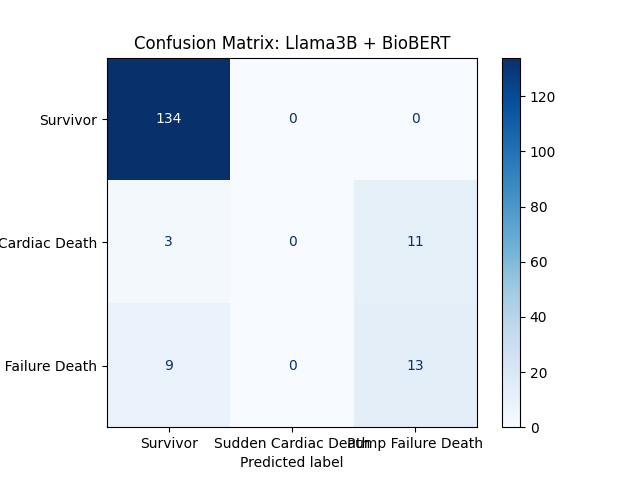 Confusion Matrix: Llama3B + BioBERT
Survivor
134
0
0
Cardiac Death
3
0
11
Failure Death
9
0
13
Survivor
Sudden Cardiac Death
Pump Failure Death
Predicted label
120
100
80
60
40
20
0